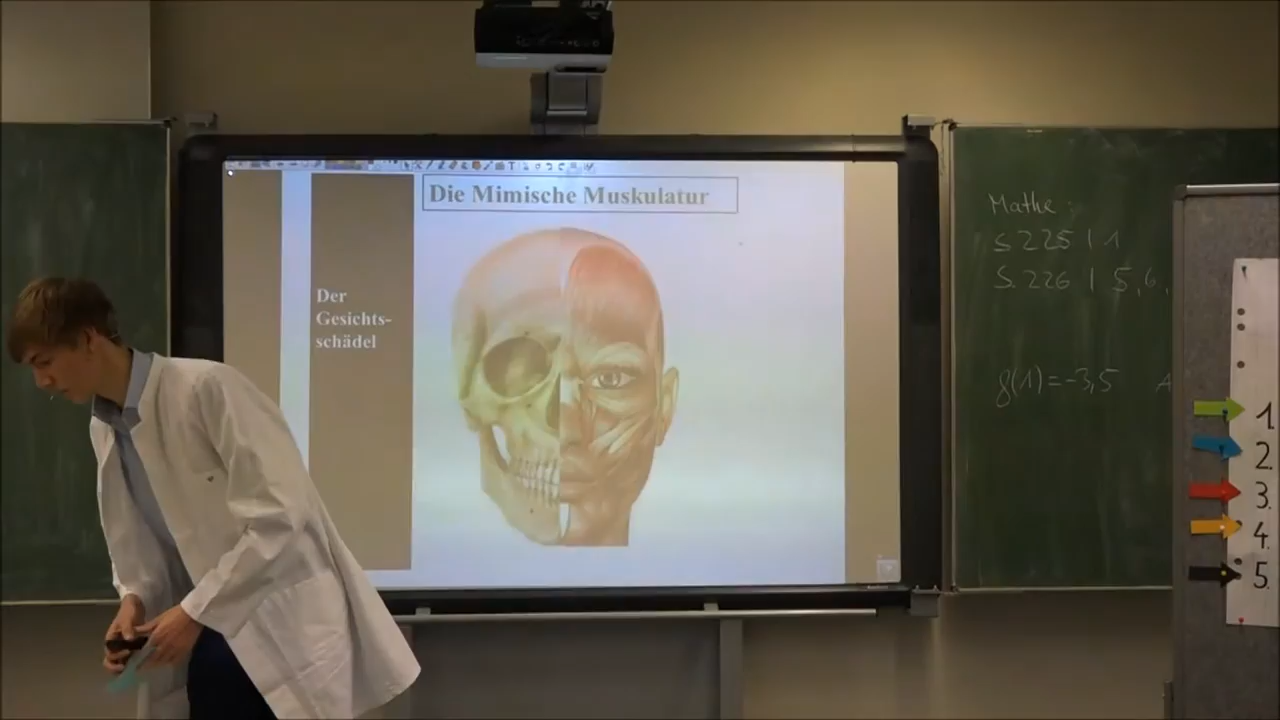 Die Mimische Muskulatur
Der
Gesichts-
schädel
Mathe:
S. 225 | 1
S. 226 | 5, 6,
g(1) = -3,5 A
1.
2.
3.
4.
5.